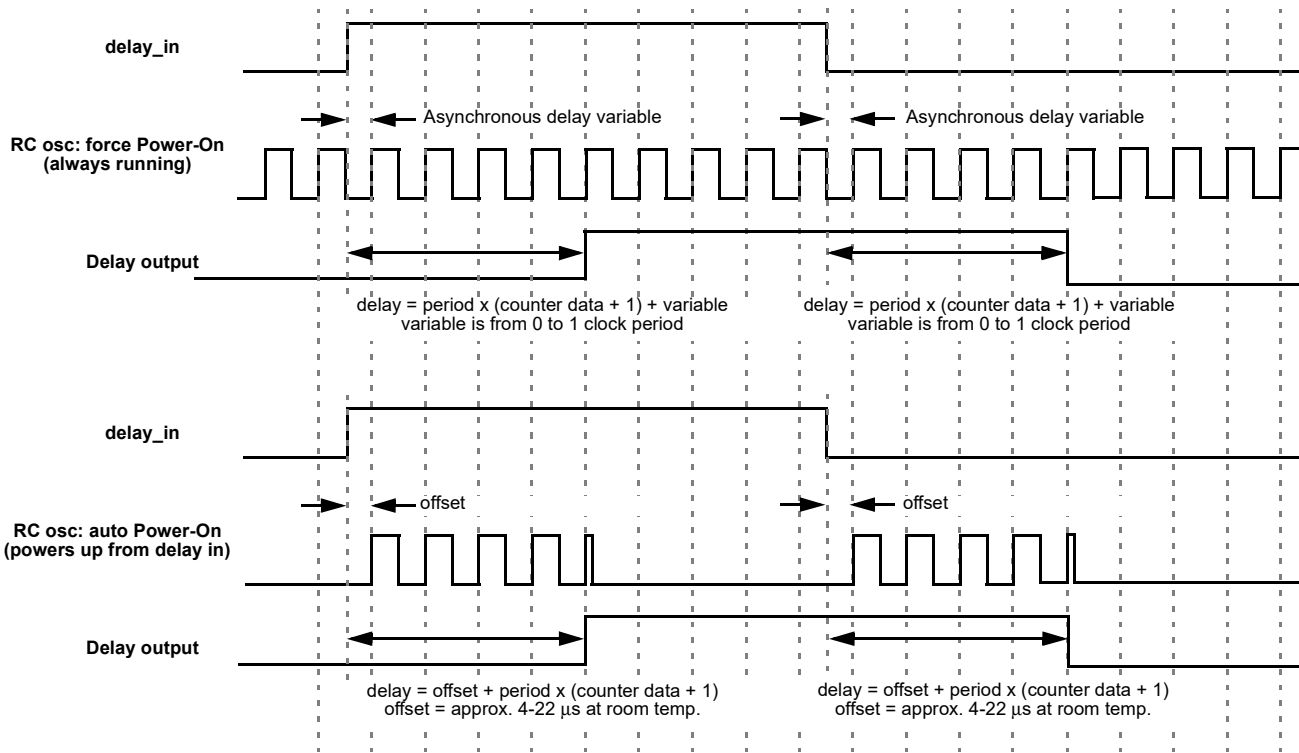 delay_in
Asynchronous delay variable
Asynchronous delay variable
RC osc: force Power-On
(always running)
Delay output
delay = period x (counter data + 1) + variable
variable is from 0 to 1 clock period
delay = period x (counter data + 1) + variable
variable is from 0 to 1 clock period
delay_in
offset
offset
RC osc: auto Power-On
(powers up from delay in)
Delay output
delay = offset + period x (counter data + 1)
offset = approx. 4-22 μs at room temp.
delay = offset + period x (counter data + 1)
offset = approx. 4-22 μs at room temp.